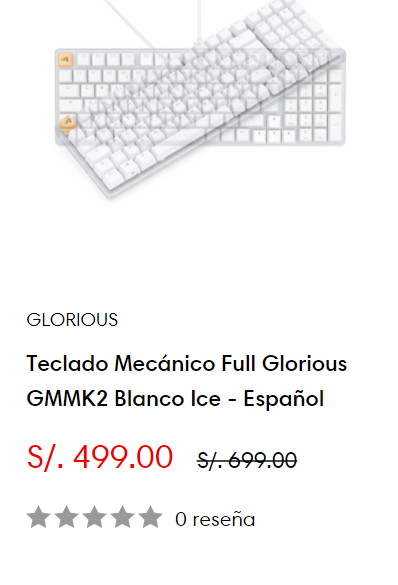 GLORIOUS
Teclado Mecánico Full Glorious
GMMK2 Blanco Ice - Español
S/. 499.00 S/. 699.00
0 reseña